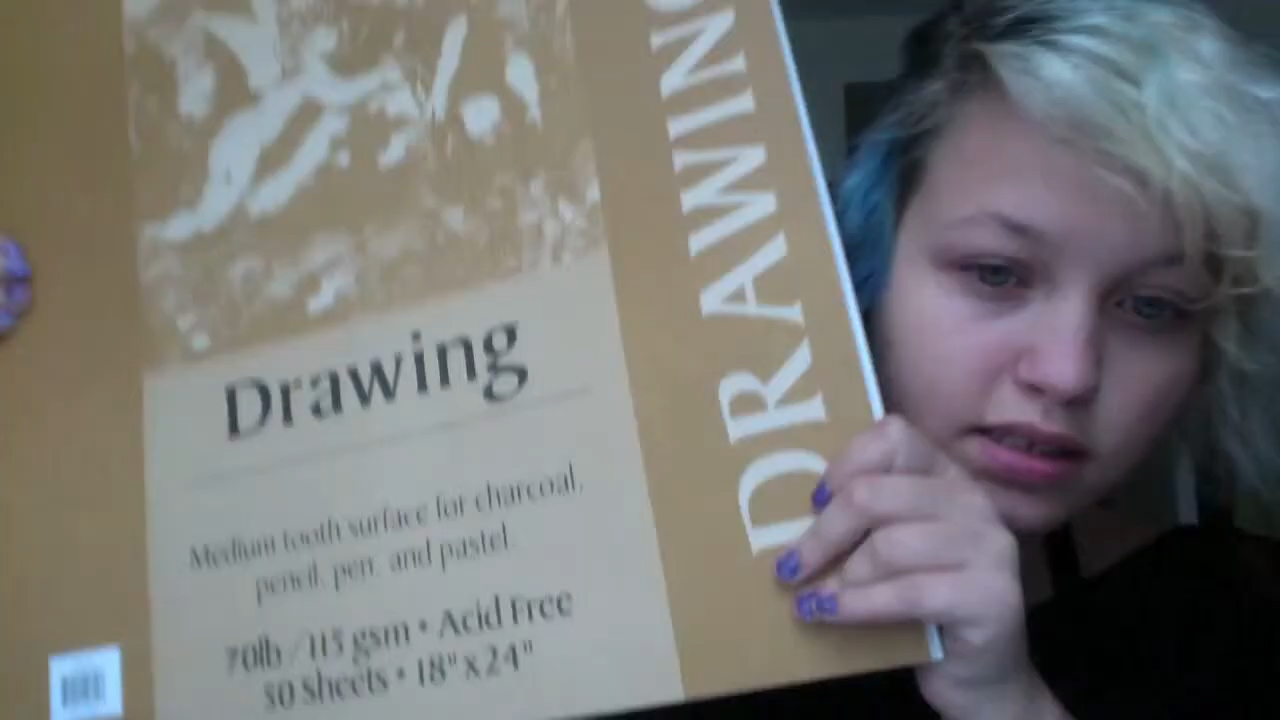 DRAWING
Drawing
Medium tooth surface for charcoal,
pencil, pen, and pastel.
70lb / 115 gsm • Acid Free
50 Sheets • 18" x 24"